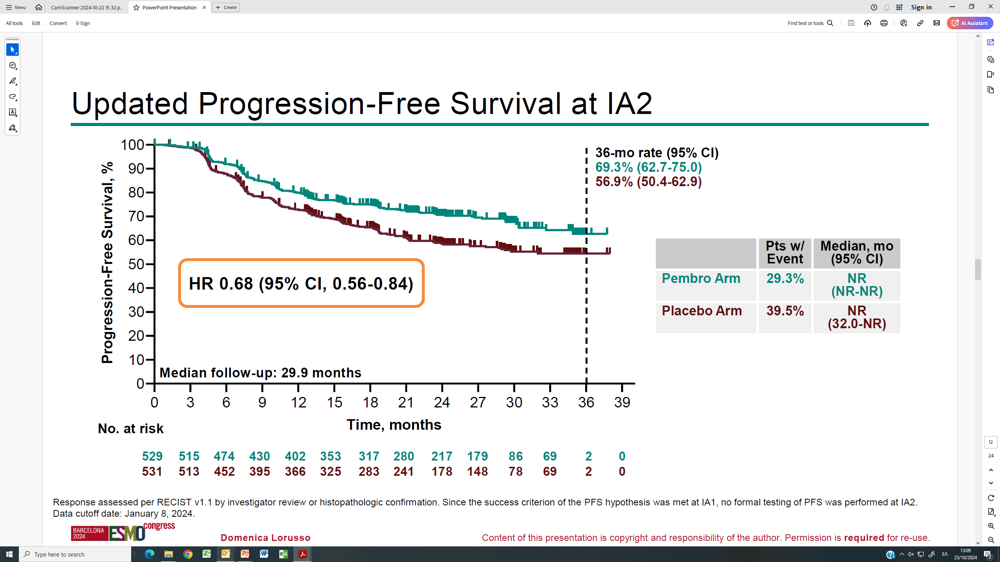 Menu
CamScanner 2024-10-22 15 32.p...
PowerPoint Presentation
Create
Sign in
All tools
Edit
Convert
E-Sign
Find text or tools
AI Assistant
Updated Progression-Free Survival at IA2
Progression-Free Survival, %
100
90
80
70
60
50
40
30
20
10
0
36-mo rate (95% CI)
69.3% (62.7-75.0)
56.9% (50.4-62.9)
HR 0.68 (95% CI, 0.56-0.84)
Median follow-up: 29.9 months
0 3 6 9 12 15 18 21 24 27 30 33 36 39
Time, months
Pts w/ Event Median, mo (95% CI)
Pembro Arm 29.3% NR (NR-NR)
Placebo Arm 39.5% NR (32.0-NR)
No. at risk
529 515 474 430 402 353 317 280 217 179 86 69 2 0
531 513 452 395 366 325 283 241 178 148 78 69 2 0
Response assessed per RECIST v1.1 by investigator review or histopathologic confirmation. Since the success criterion of the PFS hypothesis was met at IA1, no formal testing of PFS was performed at IA2.
Data cutoff date: January 8, 2024.
BARCELONA
2024
ESMO congress
Domenica Lorusso
Content of this presentation is copyright and responsibility of the author. Permission is required for re-use.
12
24
Type here to search
ΕΛ
13:09
23/10/2024
2